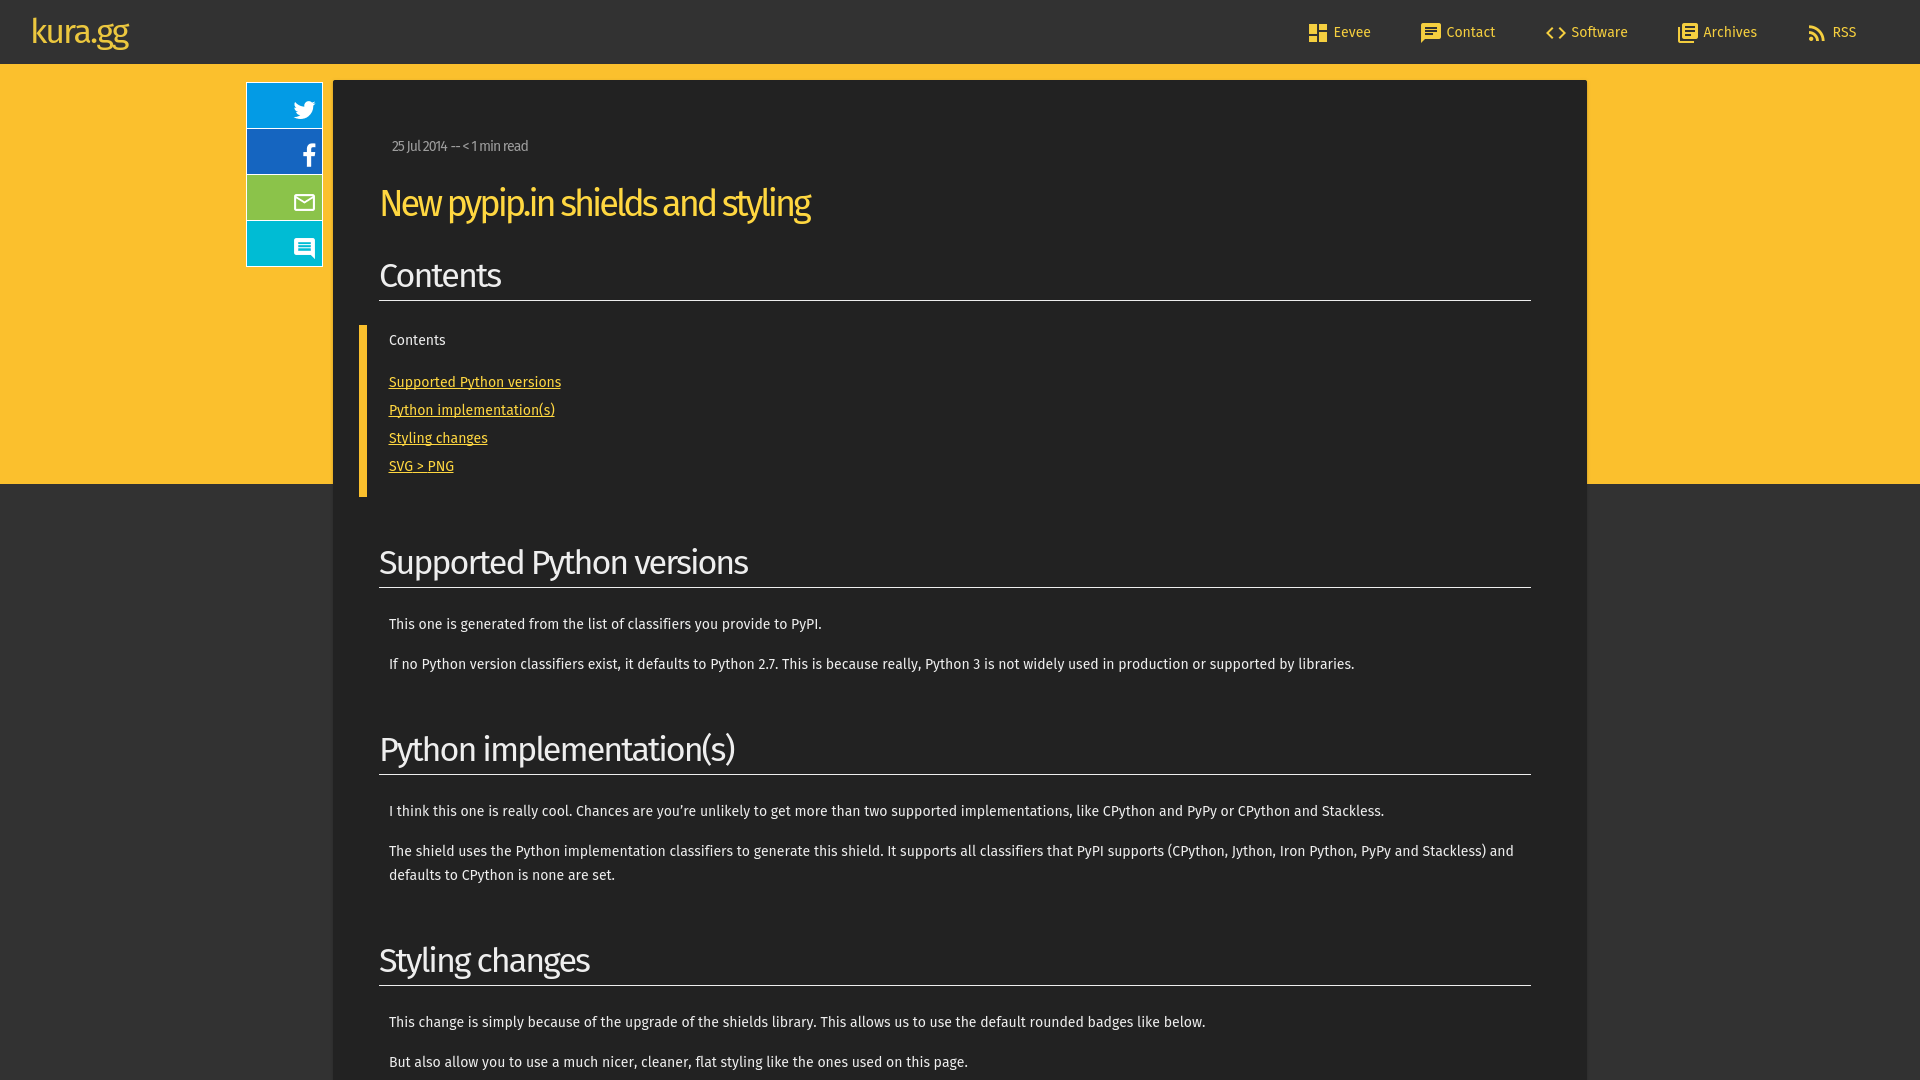 kura.gg
Eevee
Contact
Software
Archives
RSS
25 Jul 2014 -- < 1 min read
New pypip.in shields and styling
Contents
Contents
Supported Python versions
Python implementation(s)
Styling changes
SVG > PNG
Supported Python versions
This one is generated from the list of classifiers you provide to PyPI.
If no Python version classifiers exist, it defaults to Python 2.7. This is because really, Python 3 is not widely used in production or supported by libraries.
Python implementation(s)
I think this one is really cool. Chances are you’re unlikely to get more than two supported implementations, like CPython and PyPy or CPython and Stackless.
The shield uses the Python implementation classifiers to generate this shield. It supports all classifiers that PyPI supports (CPython, Jython, Iron Python, PyPy and Stackless) and
defaults to CPython is none are set.
Styling changes
This change is simply because of the upgrade of the shields library. This allows us to use the default rounded badges like below.
But also allow you to use a much nicer, cleaner, flat styling like the ones used on this page.